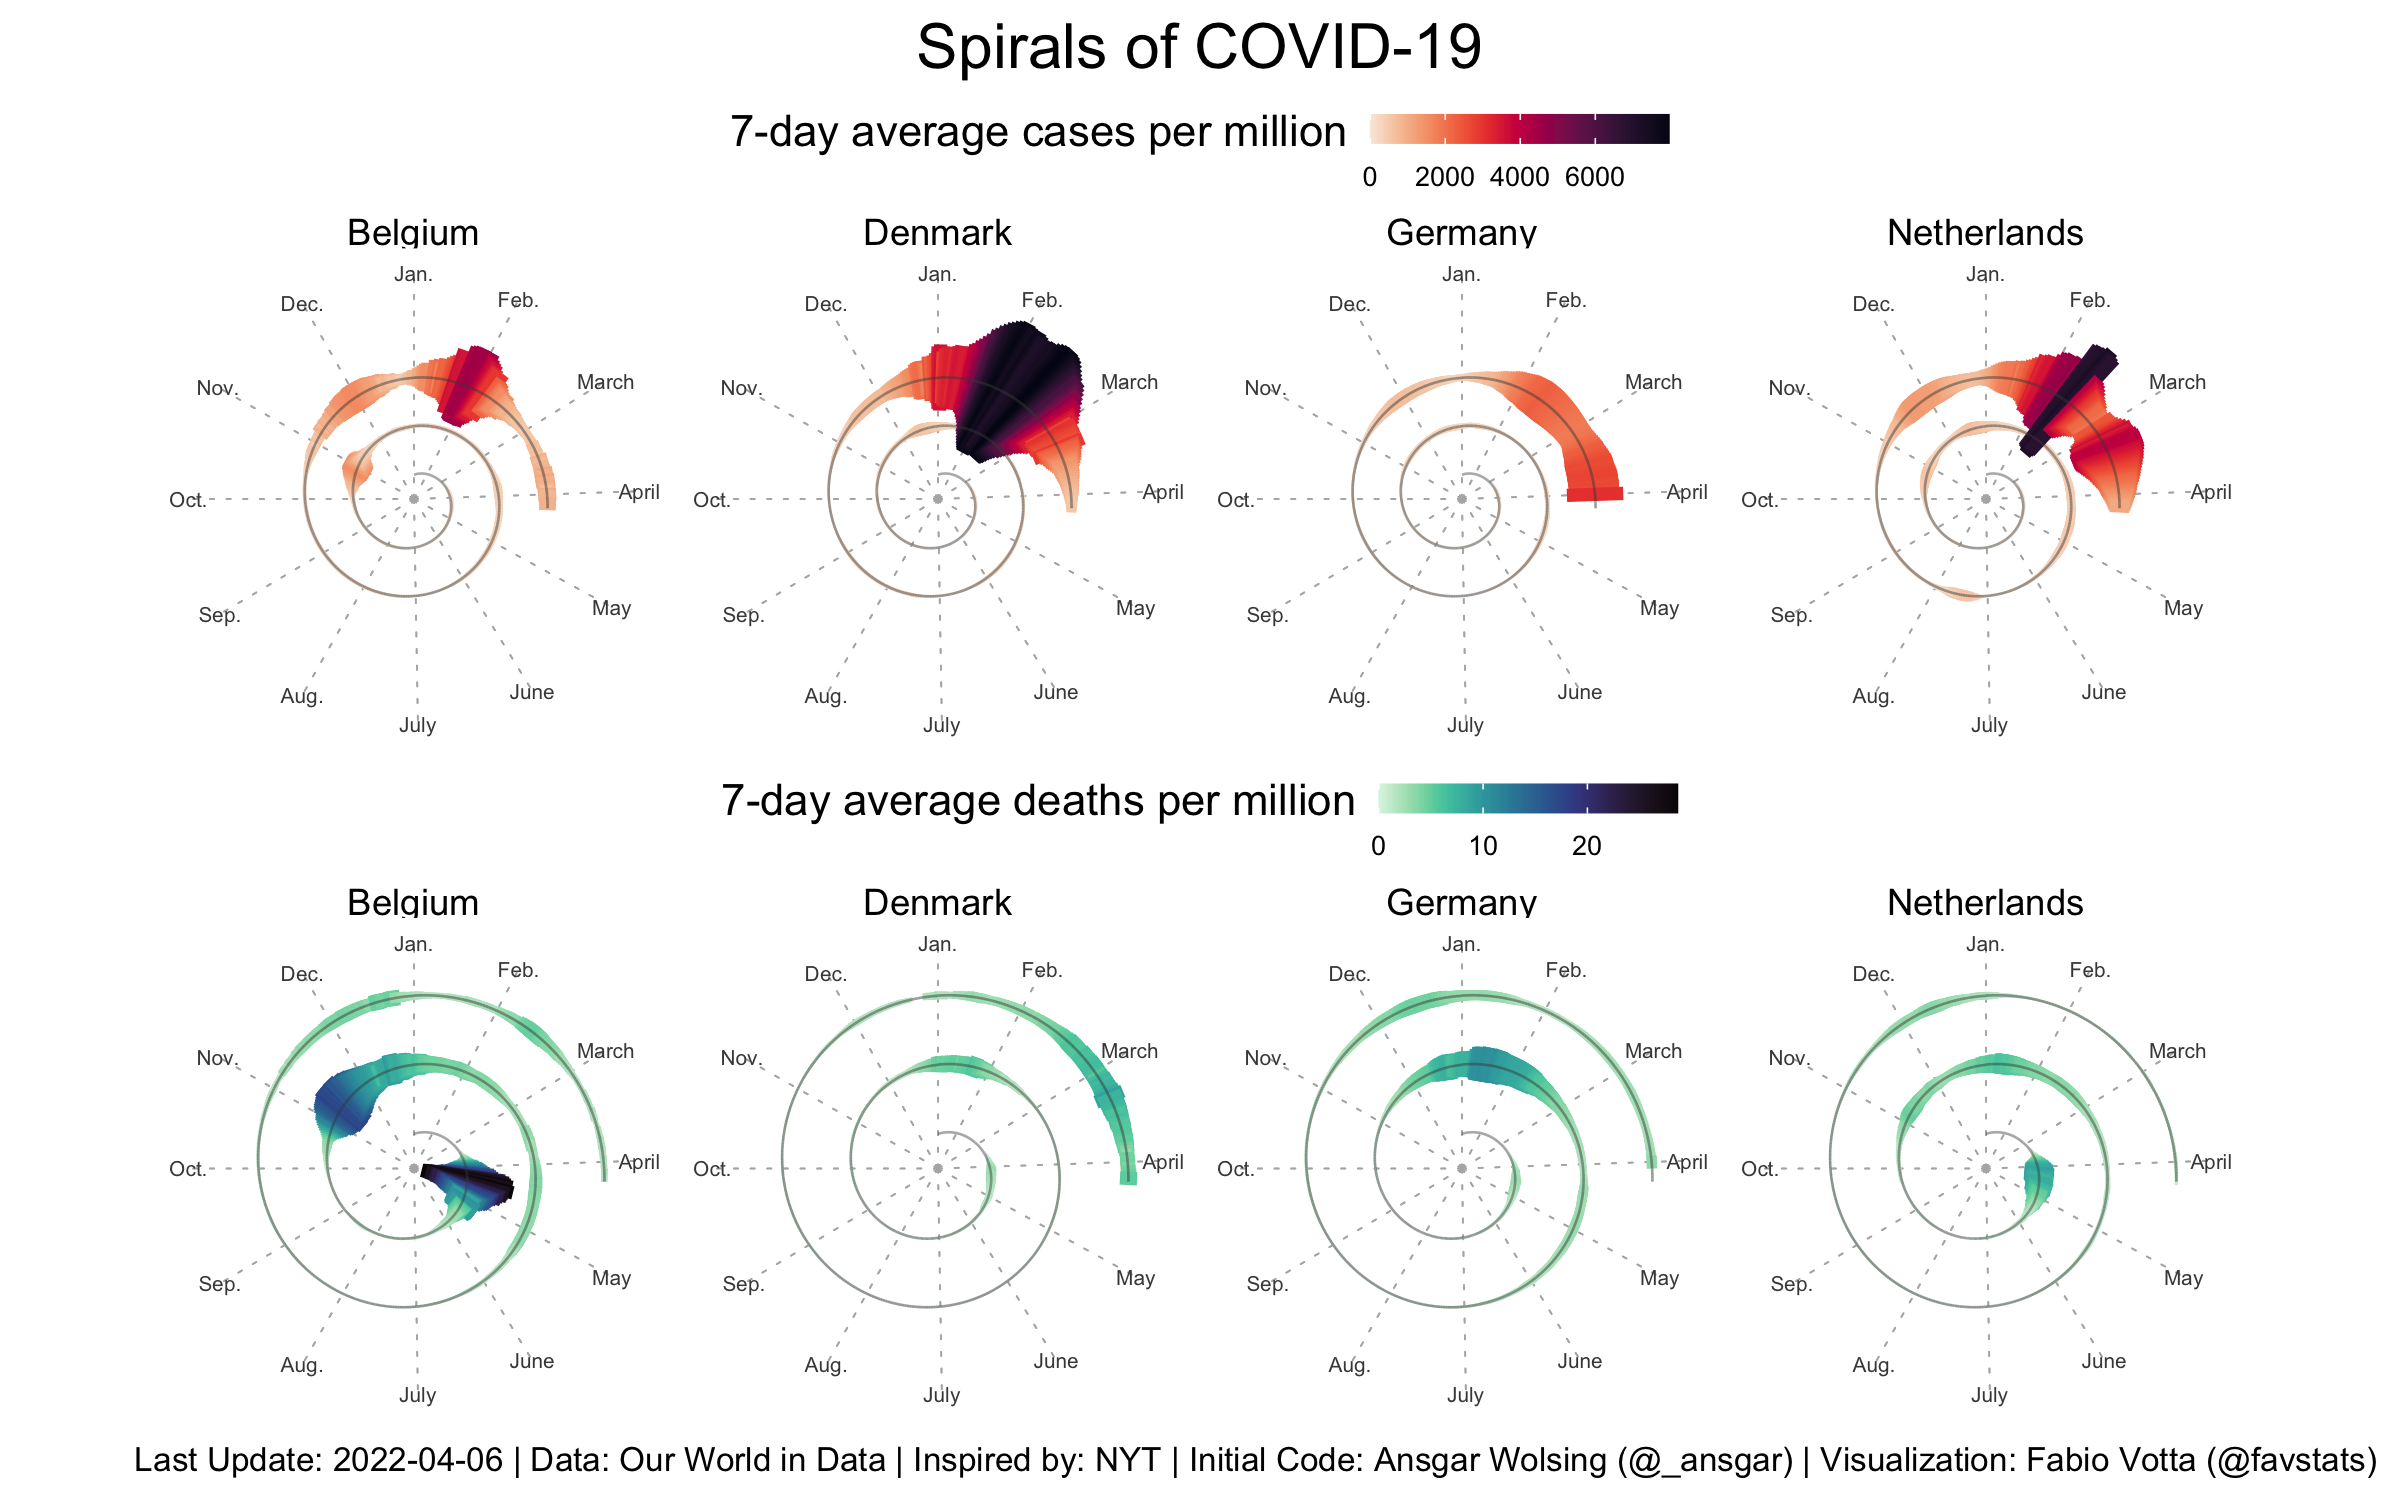 Spirals of COVID-19
7-day average cases per million
0 2000 4000 6000
Belgium Denmark Germany Netherlands
Jan. Feb. March April May June July Aug. Sep. Oct. Nov. Dec.
Jan. Feb. March April May June July Aug. Sep. Oct. Nov. Dec.
Jan. Feb. March April May June July Aug. Sep. Oct. Nov. Dec.
Jan. Feb. March April May June July Aug. Sep. Oct. Nov. Dec.
7-day average deaths per million
0 10 20
Belgium Denmark Germany Netherlands
Jan. Feb. March April May June July Aug. Sep. Oct. Nov. Dec.
Jan. Feb. March April May June July Aug. Sep. Oct. Nov. Dec.
Jan. Feb. March April May June July Aug. Sep. Oct. Nov. Dec.
Jan. Feb. March April May June July Aug. Sep. Oct. Nov. Dec.
Last Update: 2022-04-06 | Data: Our World in Data | Inspired by: NYT | Initial Code: Ansgar Wolsing (@_ansgar) | Visualization: Fabio Votta (@favstats)